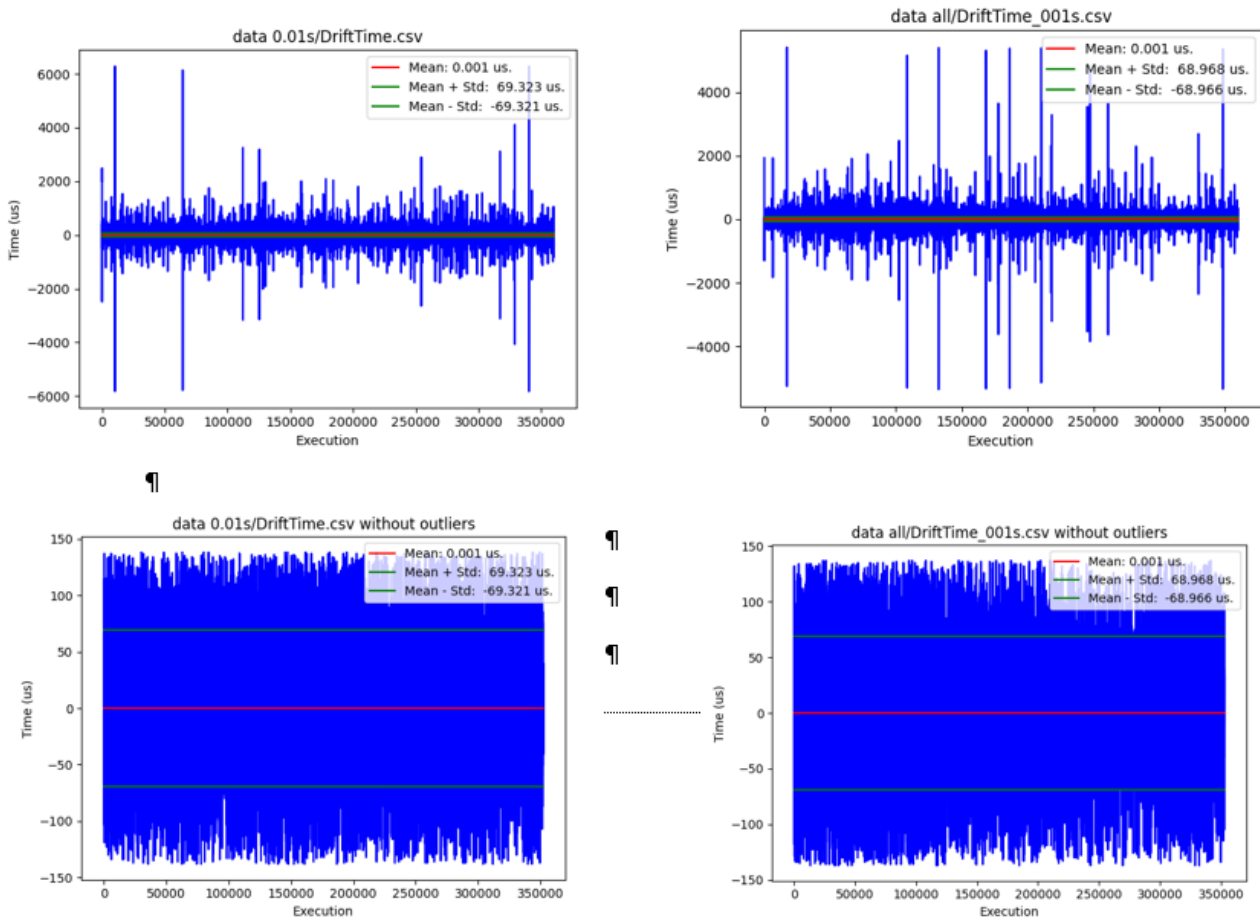 data 0.01s/DriftTime.csv
Mean: 0.001 us.
Mean + Std: 69.323 us.
Mean - Std: -69.321 us.
6000
4000
2000
0
−2000
−4000
−6000
Time (us)
0 50000 100000 150000 200000 250000 300000 350000
Execution
data all/DriftTime_001s.csv
Mean: 0.001 us.
Mean + Std: 68.968 us.
Mean - Std: -68.966 us.
4000
2000
0
−2000
−4000
Time (us)
0 50000 100000 150000 200000 250000 300000 350000
Execution
¶
data 0.01s/DriftTime.csv without outliers
Mean: 0.001 us.
Mean + Std: 69.323 us.
Mean - Std: -69.321 us.
150
100
50
0
−50
−100
−150
Time (us)
0 50000 100000 150000 200000 250000 300000 350000
Execution
¶
¶
¶
data all/DriftTime_001s.csv without outliers
Mean: 0.001 us.
Mean + Std: 68.968 us.
Mean - Std: -68.966 us.
150
100
50
0
−50
−100
−150
Time (us)
0 50000 100000 150000 200000 250000 300000 350000
Execution